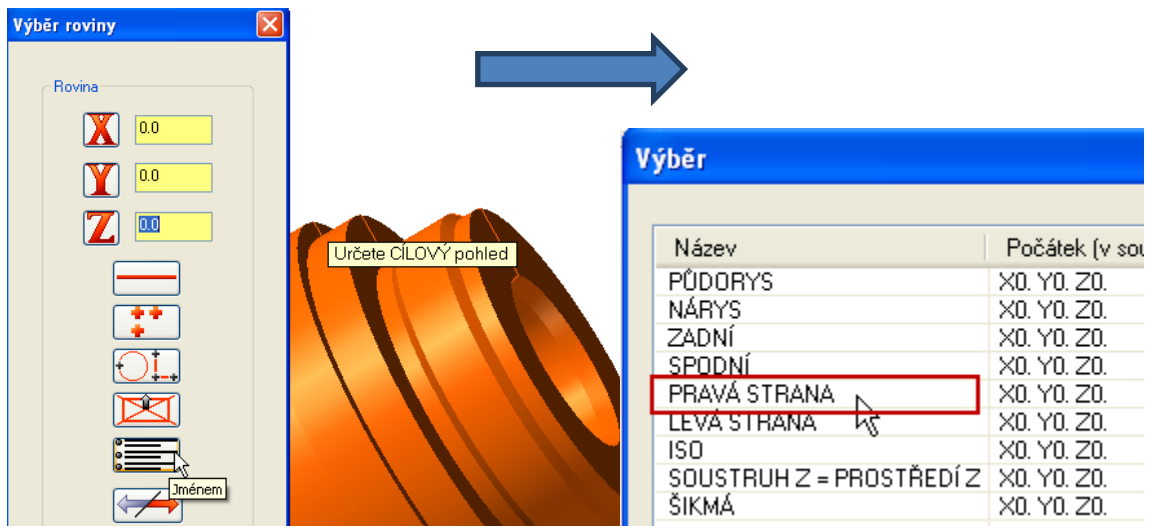 Výběr roviny
Rovina
X 0.0
Y 0.0
Z 0.0
Určete CÍLOVÝ pohled
Jménem
Výběr
Název Počátek (v sou
PŮDORYS X0. Y0. Z0.
NÁRYS X0. Y0. Z0.
ZADNÍ X0. Y0. Z0.
SPODNÍ X0. Y0. Z0.
PRAVÁ STRANA X0. Y0. Z0.
LEVÁ STRANA X0. Y0. Z0.
ISO X0. Y0. Z0.
SOUSTRUH Z = PROSTŘEDÍ Z X0. Y0. Z0.
ŠIKMÁ X0. Y0. Z0.